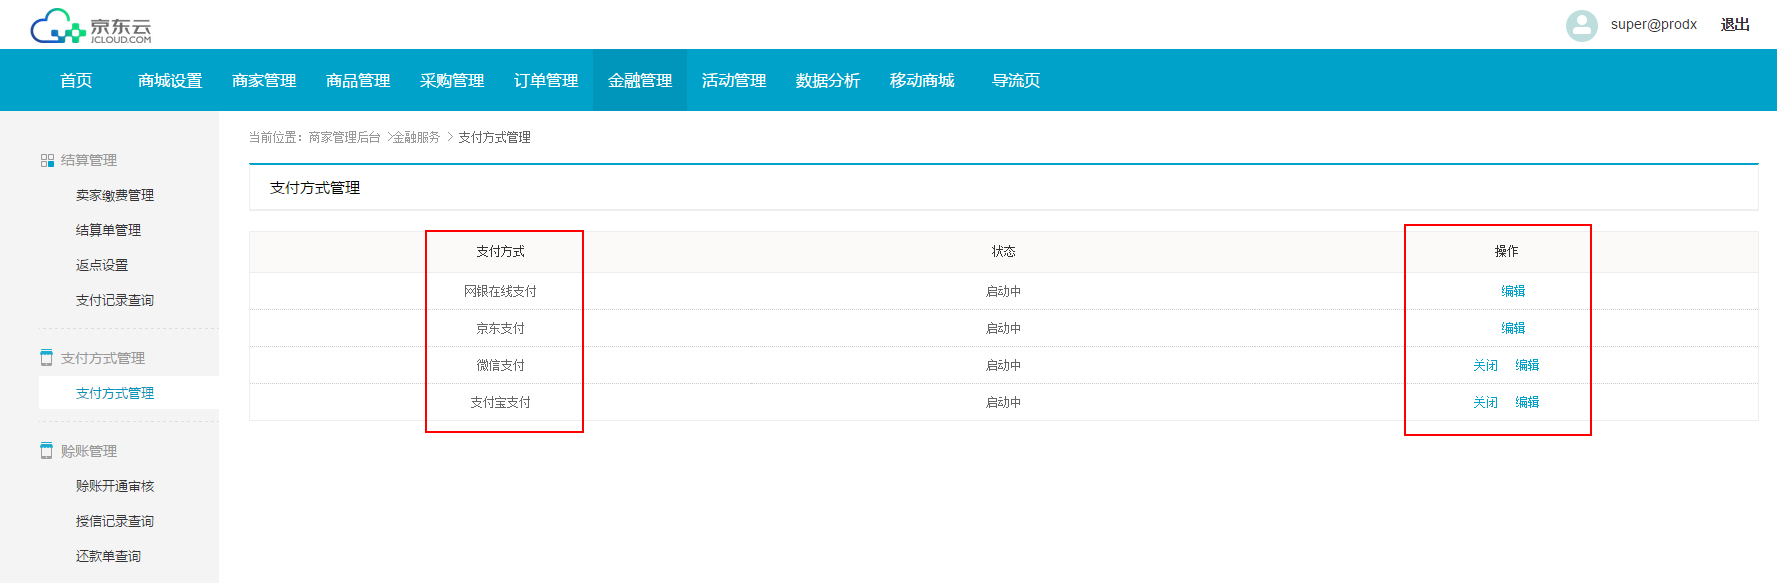 京东云
JCLOUD.COM
super@prodx 退出
首页 商城设置 商家管理 商品管理 采购管理 订单管理 金融管理 活动管理 数据分析 移动商城 导流页
当前位置：商家管理后台 >金融服务 > 支付方式管理
结算管理
卖家缴费管理
结算单管理
返点设置
支付记录查询
支付方式管理
支付方式管理
赊账管理
赊账开通审核
授信记录查询
还款单查询
支付方式管理
支付方式 状态 操作
网银在线支付 启动中 编辑
京东支付 启动中 编辑
微信支付 启动中 关闭 编辑
支付宝支付 启动中 关闭 编辑